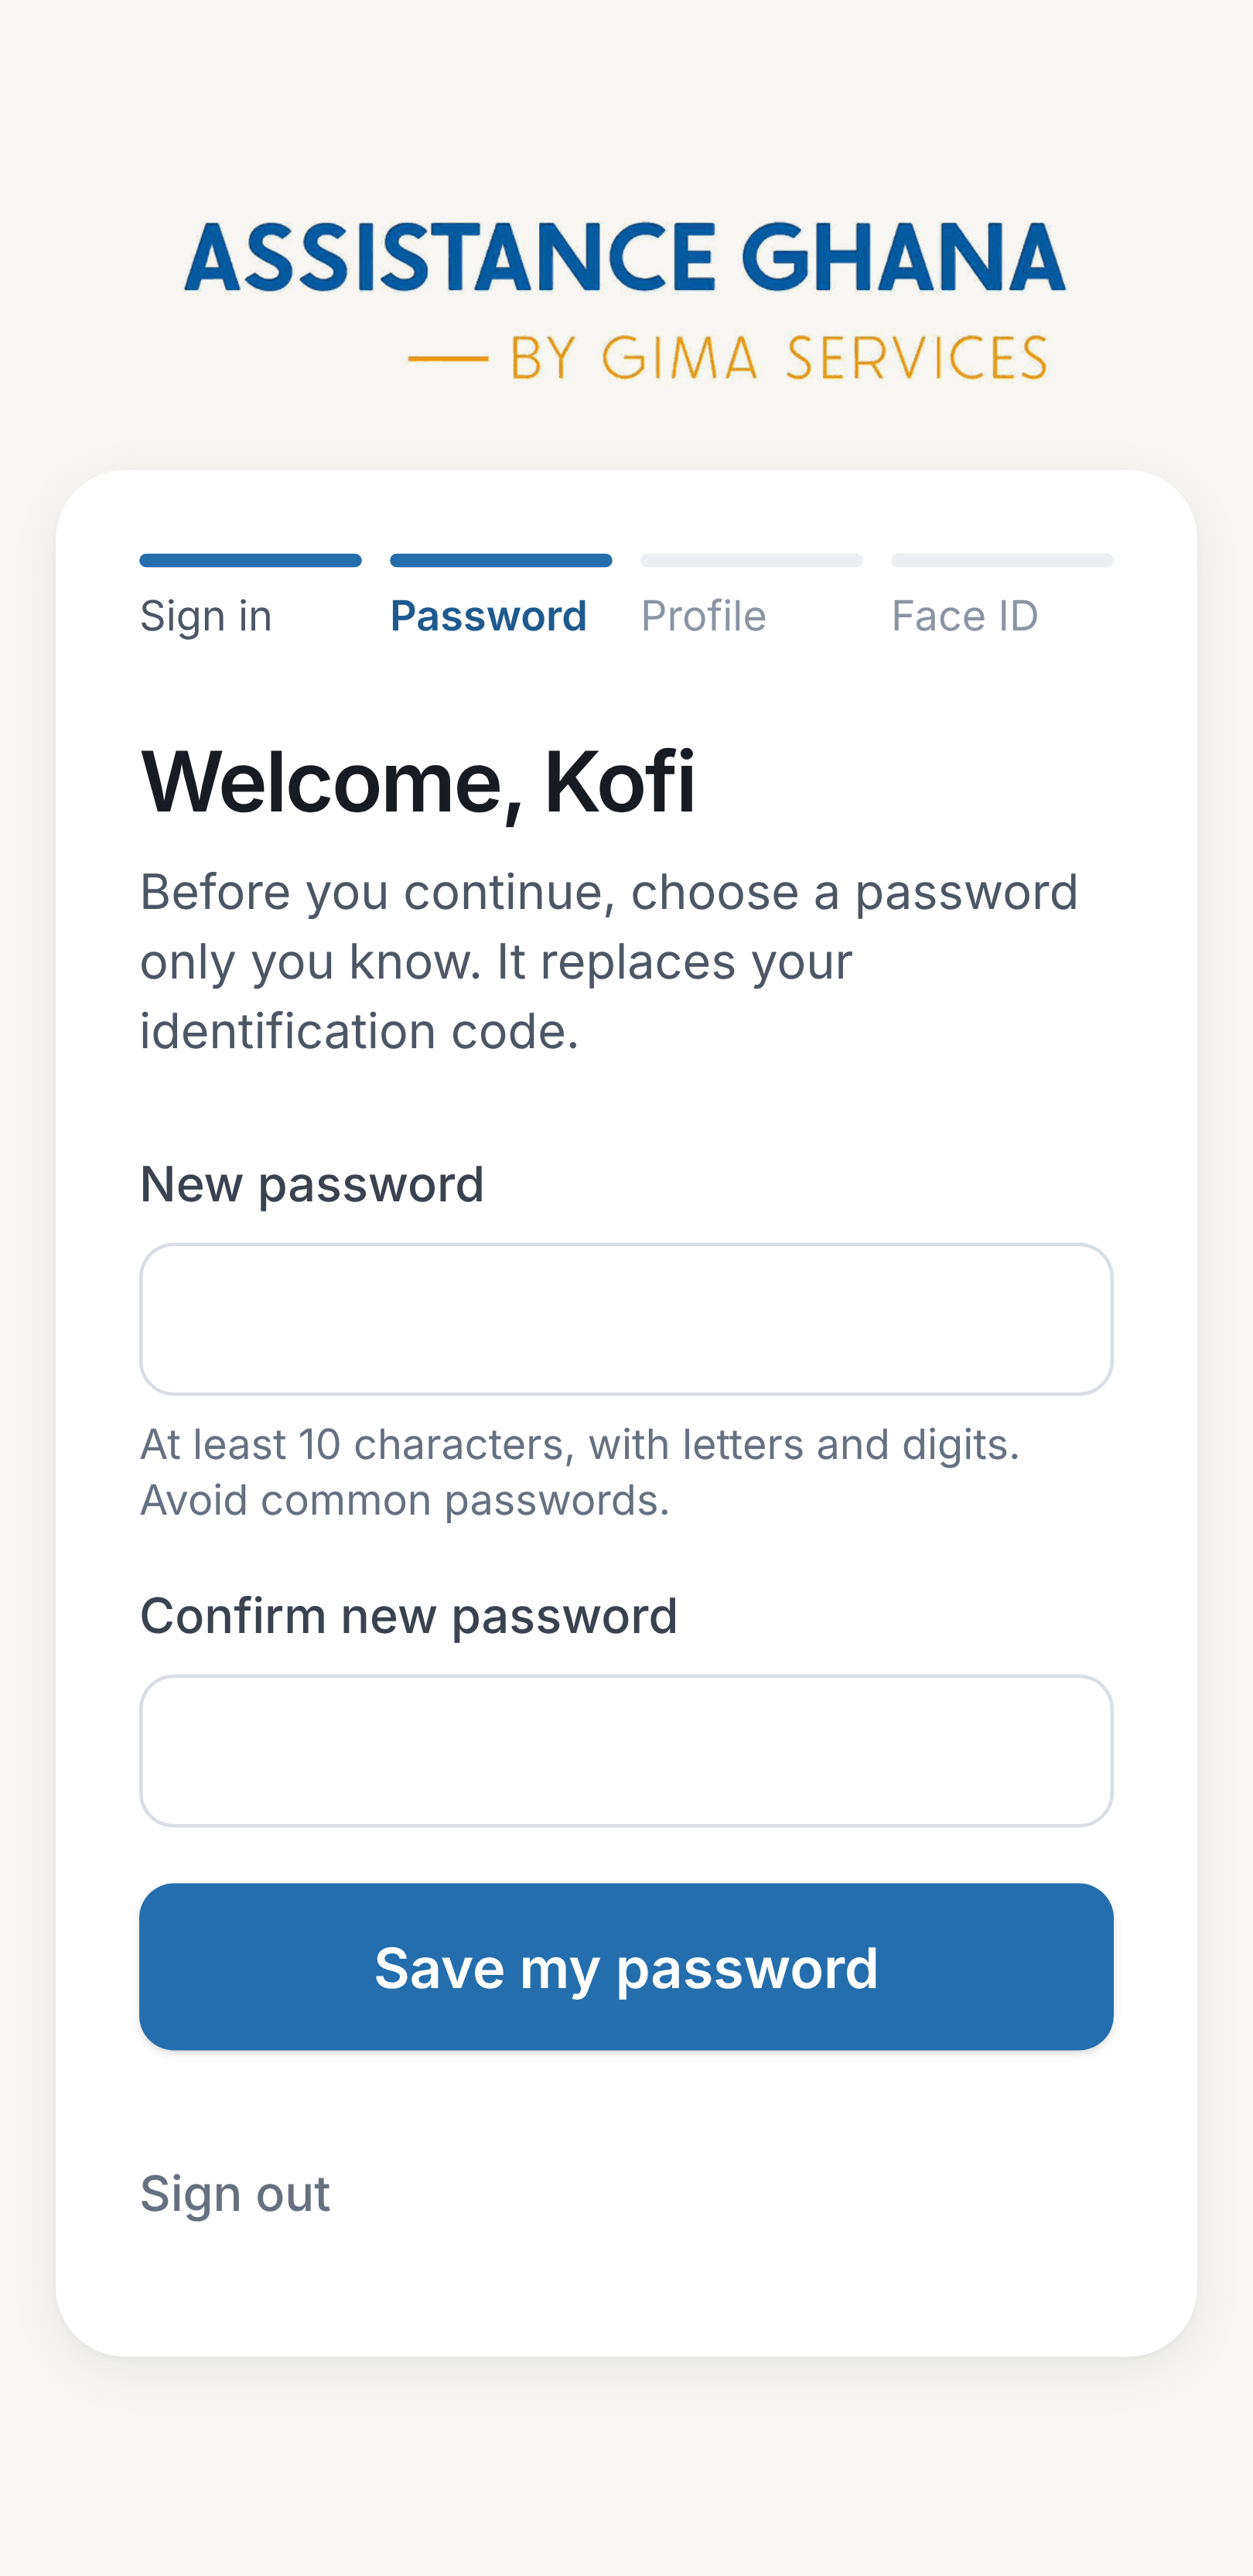 ASSISTANCE GHANA
— BY GIMA SERVICES
Sign in Password Profile Face ID
Welcome, Kofi
Before you continue, choose a password
only you know. It replaces your
identification code.
New password
At least 10 characters, with letters and digits.
Avoid common passwords.
Confirm new password
Save my password
Sign out